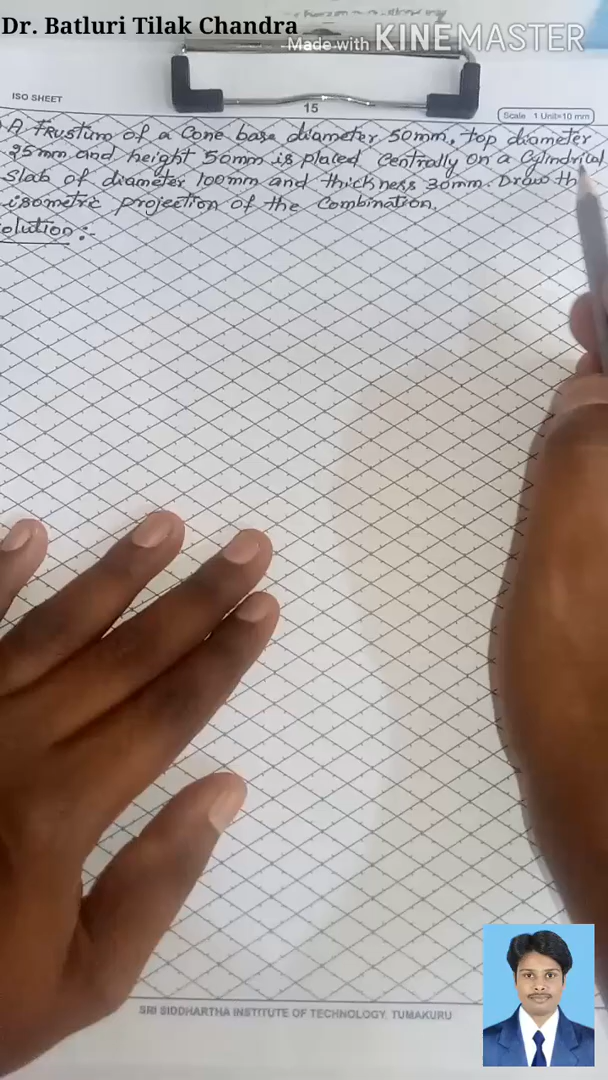 Dr. Batluri Tilak Chandra
Made with KINEMASTER
ISO SHEET
15
Scale 1 Unit=10 mm
A Frustum of a Cone base diameter 50mm, top diameter
25mm and height 50mm is placed Centrally on a Cylindrical
Slab of diameter 100mm and thickness 30mm. Draw th
isometric projection of the Combination.
olution:-
SRI SIDDHARTHA INSTITUTE OF TECHNOLOGY, TUMAKURU